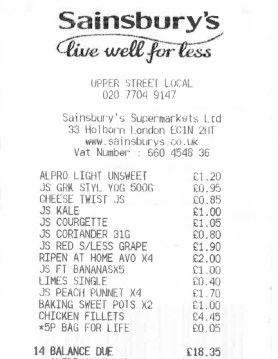 Sainsbury's
live well for less
UPPER STREET LOCAL
020 7704 9147
Sainsbury's Supermarkets Ltd
33 Holborn London EC1N 2HT
www.sainsburys.co.uk
Vat Number : 660 4548 36
ALPRO LIGHT UNSWEET £1.20
JS GRK STYL YOG 500G £0.95
CHEESE TWIST JS £0.85
JS KALE £1.00
JS COURGETTE £1.05
JS CORIANDER 31G £0.80
JS RED S/LESS GRAPE £1.90
RIPEN AT HOME AVO X4 £2.00
JS FT BANANASX5 £1.00
LIMES SINGLE £0.40
JS PEACH PUNNET X4 £1.70
BAKING SWEET POTS X2 £1.00
CHICKEN FILLETS £4.45
*5P BAG FOR LIFE £0.05
14 BALANCE DUE £18.35